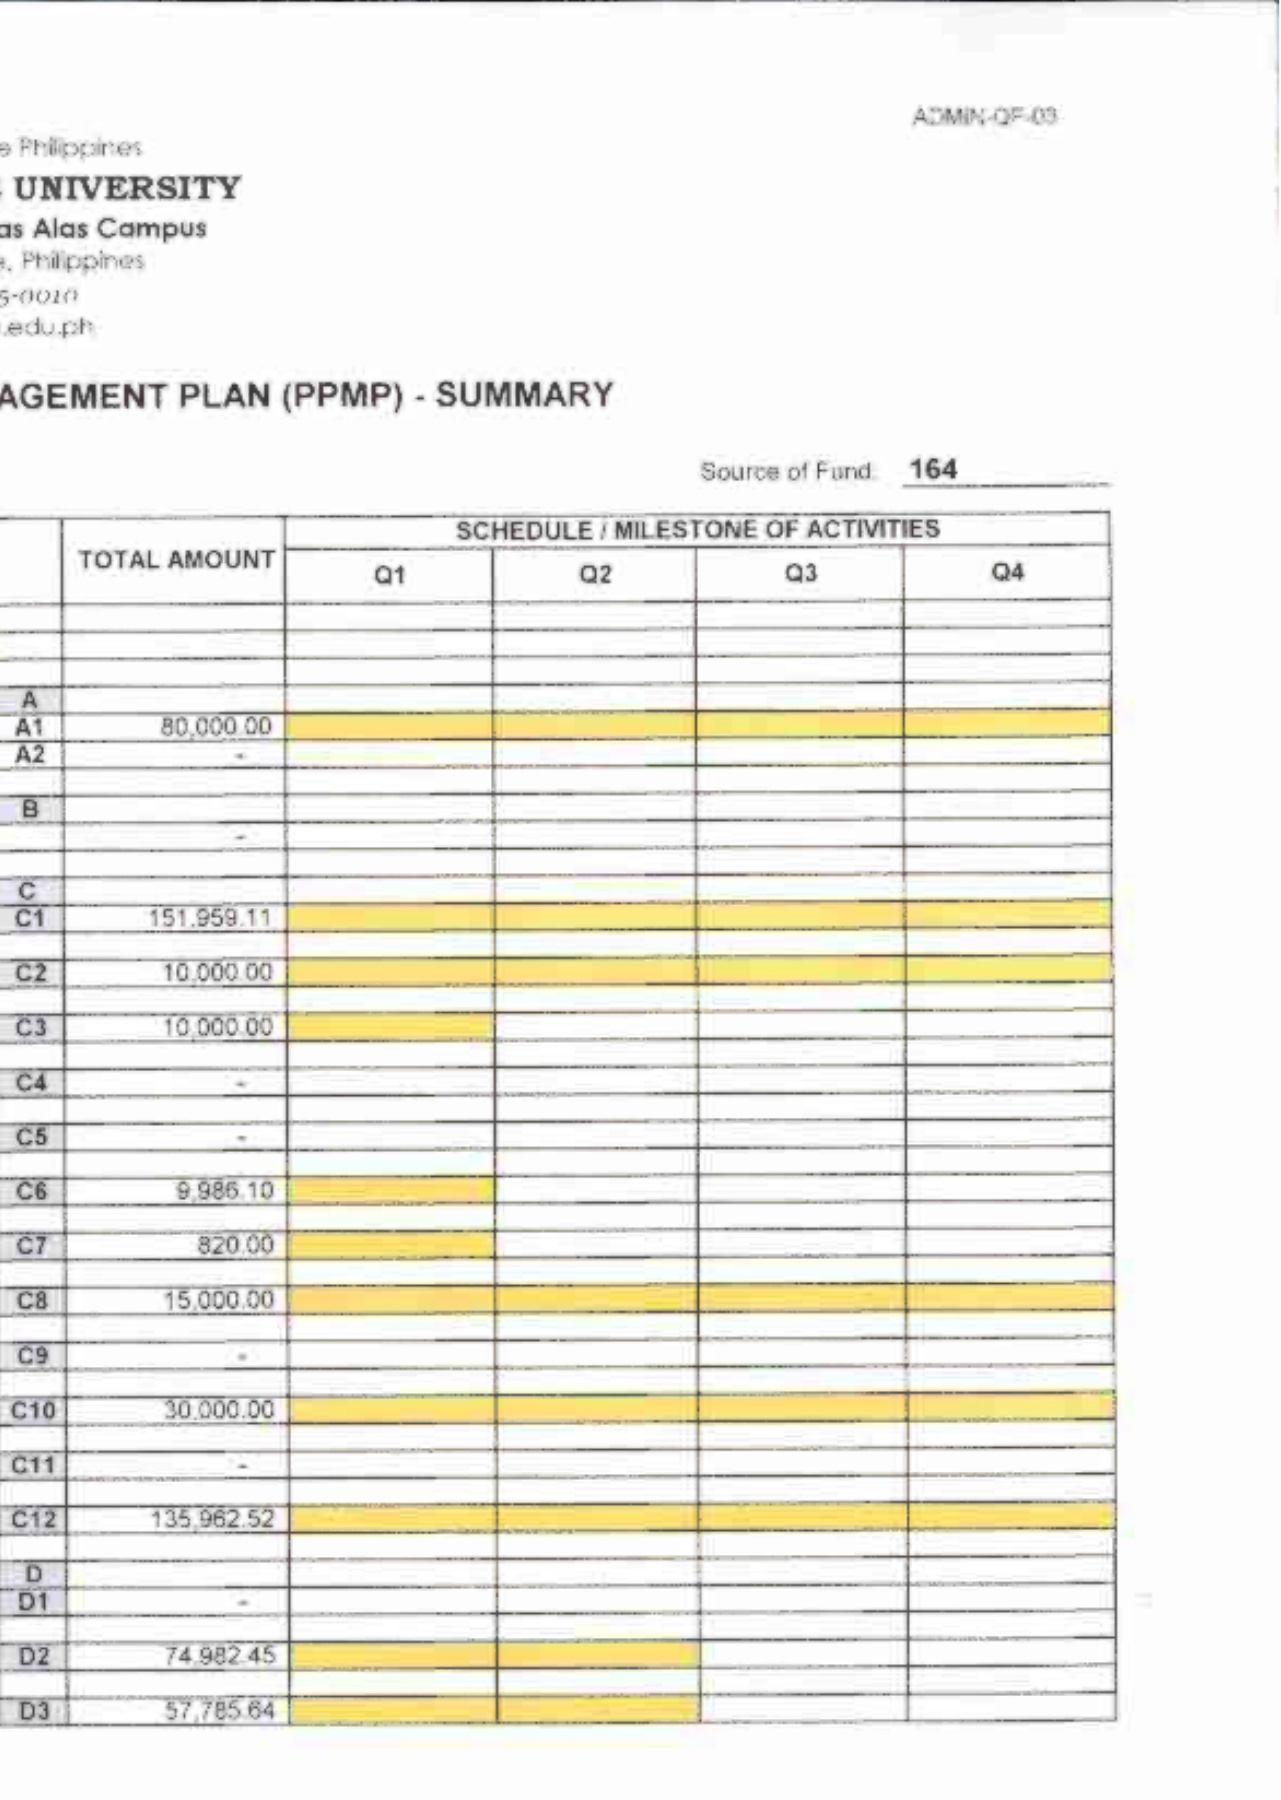 ADMIN-QF-03
e Philippines
UNIVERSITY
as Alas Campus
e, Philippines
5-0010
.edu.ph
AGEMENT PLAN (PPMP) - SUMMARY
Source of Fund: 164
TOTAL AMOUNT SCHEDULE / MILESTONE OF ACTIVITIES
Q1 Q2 Q3 Q4
A
A1 80,000.00
A2 -
B
-
C
C1 151,959.11
C2 10,000.00
C3 10,000.00
C4 -
C5 -
C6 9,986.10
C7 820.00
C8 15,000.00
C9 -
C10 30,000.00
C11 -
C12 135,962.52
D
D1 -
D2 74,982.45
D3 57,785.64